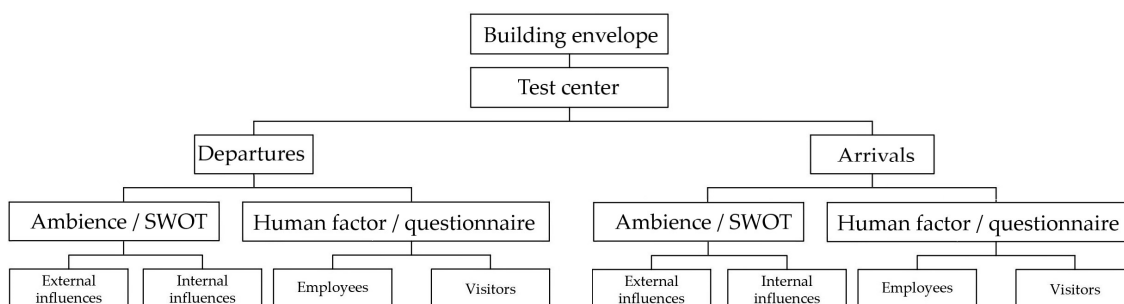 Building envelope
Test center
Departures
Arrivals
Ambience / SWOT
Human factor / questionnaire
Ambience / SWOT
Human factor / questionnaire
External
influences
Internal
influences
Employees
Visitors
External
influences
Internal
influences
Employees
Visitors